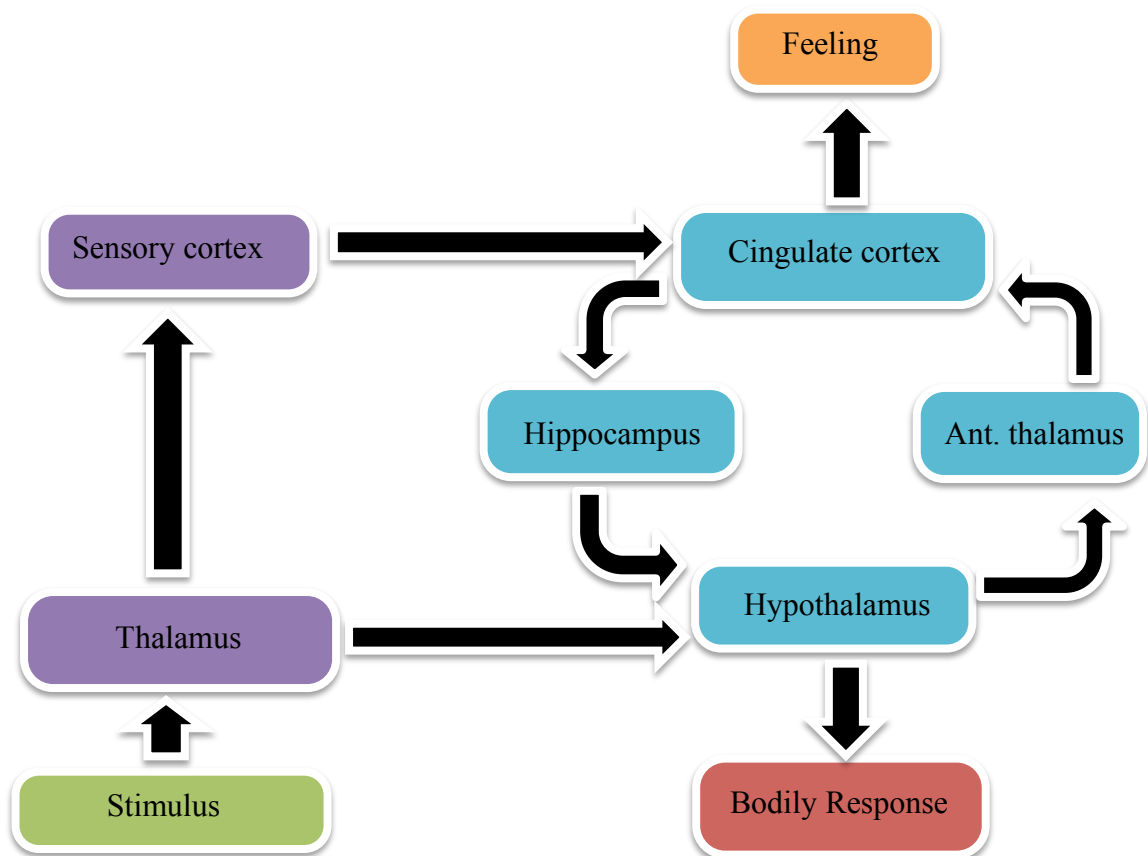 Feeling
Sensory cortex
Cingulate cortex
Hippocampus
Ant. thalamus
Hypothalamus
Thalamus
Stimulus
Bodily Response